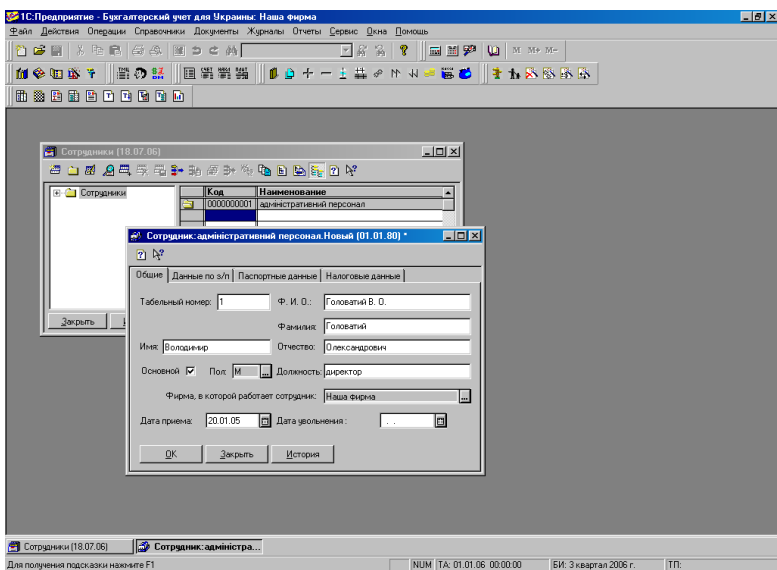 1С:Предприятие - Бухгалтерский учет для Украины: Наша фирма
Файл Действия Операции Справочники Документы Журналы Отчеты Сервис Окна Помощь
M M+ M-
Сотрудники (18.07.06)
Сотрудники
Код Наименование
0000000001 адміністративний персонал
Закрыть
Сотрудник:адміністративний персонал.Новый (01.01.80) *
Общие Данные по з/п Паспортные данные Налоговые данные
Табельный номер: 1 Ф. И. О.: Головатий В. О.
Фамилия: Головатий
Имя: Володимир Отчество: Олександрович
Основной Пол: М ... Должность: директор
Фирма, в которой работает сотрудник: Наша фирма ...
Дата приема: 20.01.05 Дата увольнения : . .
OK Закрыть История
Сотрудники (18.07.06) Сотрудник:адміністра...
Для получения подсказки нажмите F1 NUM TA: 01.01.06 00:00:00 БИ: 3 квартал 2006 г. ТП: